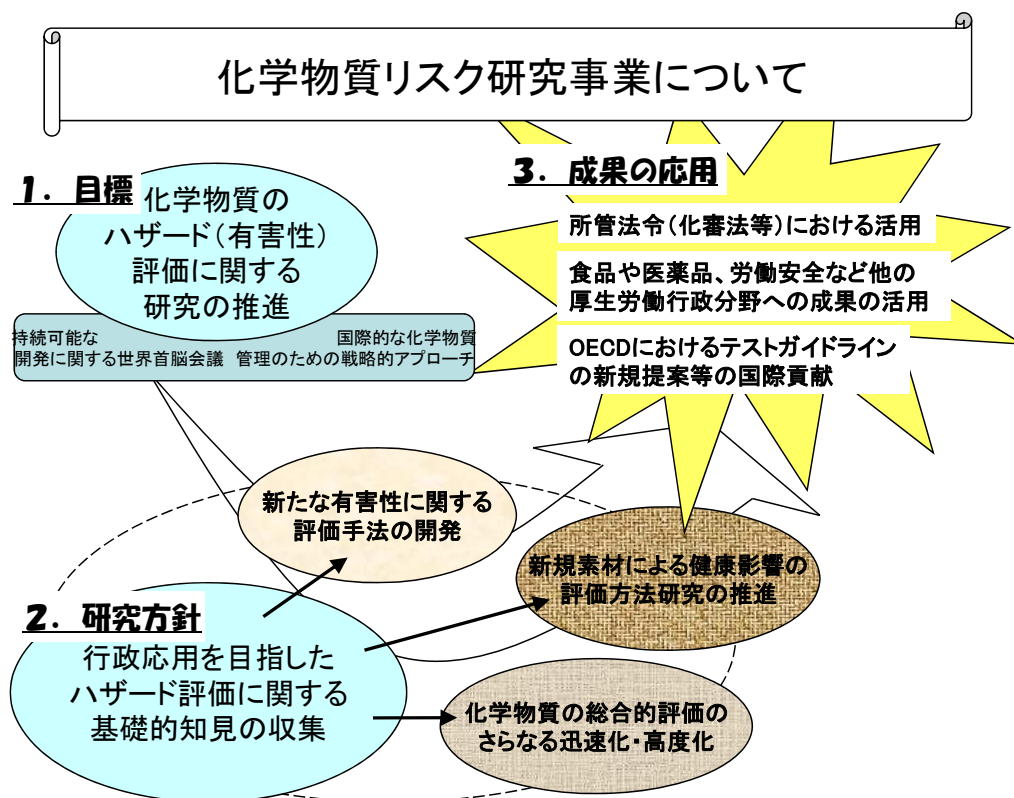 化学物質リスク研究事業について
1. 目標
化学物質の
ハザード(有害性)
評価に関する
研究の推進
持続可能な
開発に関する世界首脳会議
国際的な化学物質
管理のための戦略的アプローチ
3. 成果の応用
所管法令(化審法等)における活用
食品や医薬品、労働安全など他の
厚生労働行政分野への成果の活用
OECDにおけるテストガイドライン
の新規提案等の国際貢献
新たな有害性に関する
評価手法の開発
新規素材による健康影響の
評価方法研究の推進
2. 研究方針
行政応用を目指した
ハザード評価に関する
基礎的知見の収集
化学物質の総合的評価の
さらなる迅速化・高度化